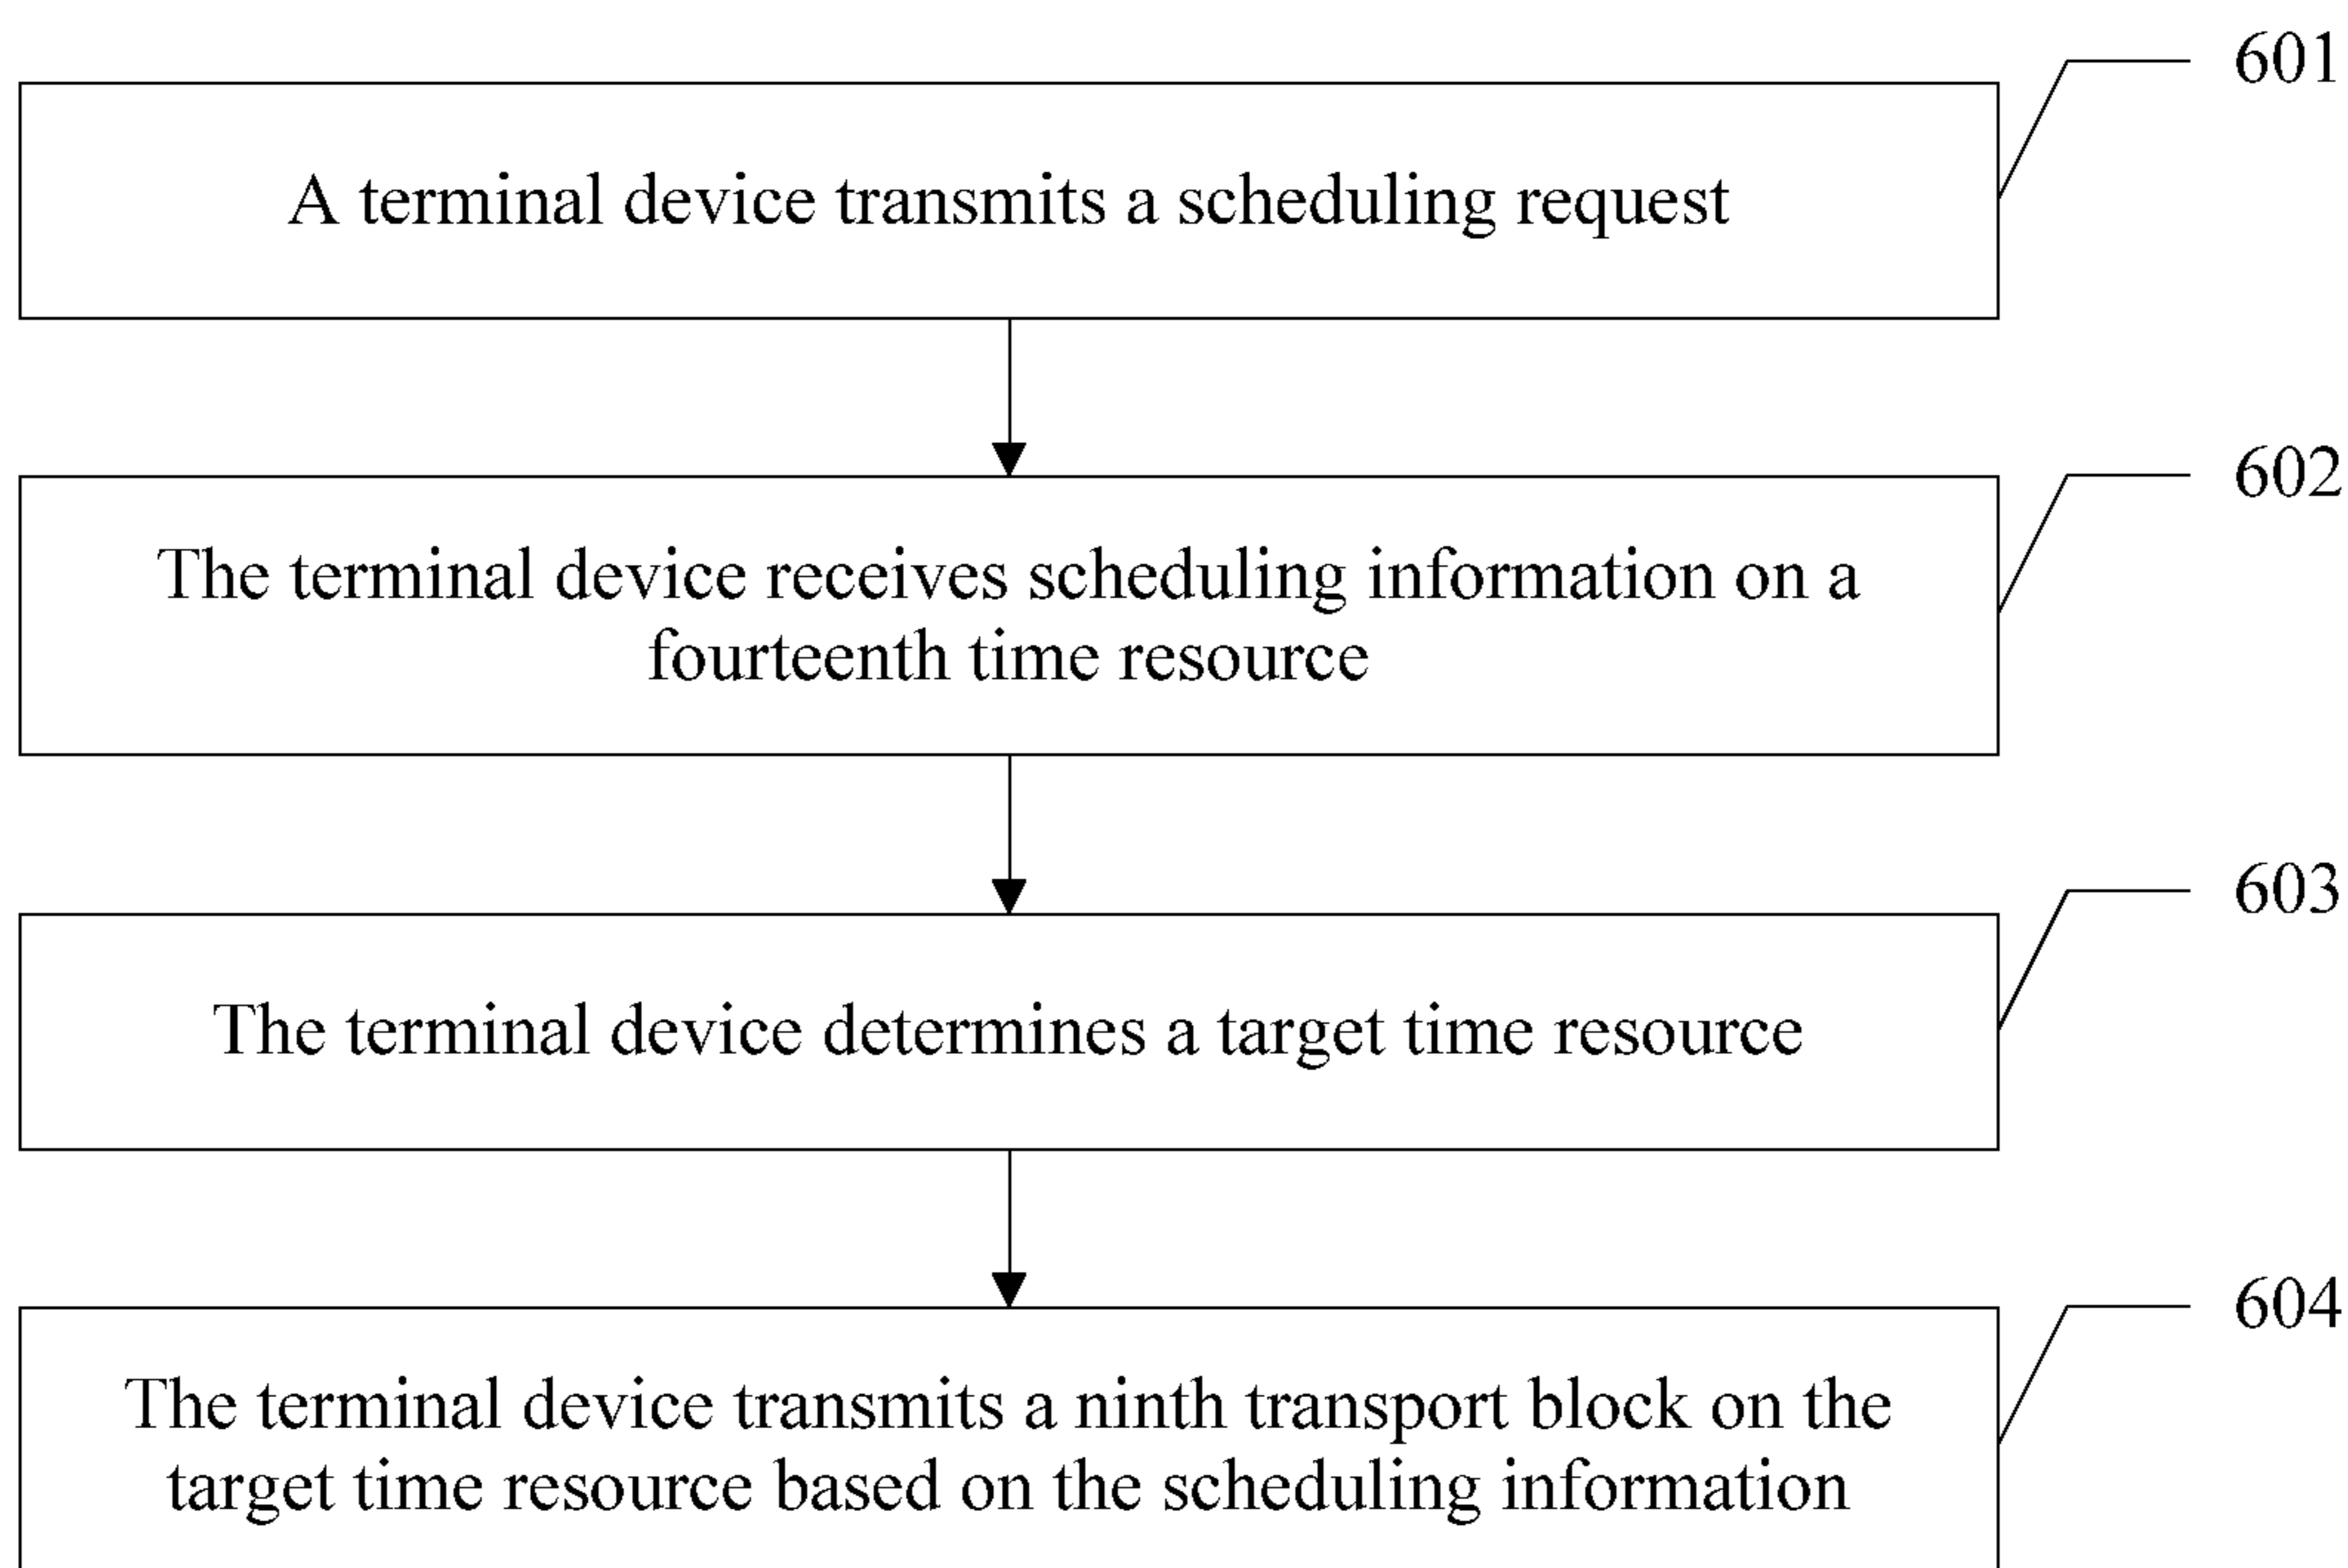 601
A terminal device transmits a scheduling request
602
The terminal device receives scheduling information on a
fourteenth time resource
603
The terminal device determines a target time resource
604
The terminal device transmits a ninth transport block on the
target time resource based on the scheduling information